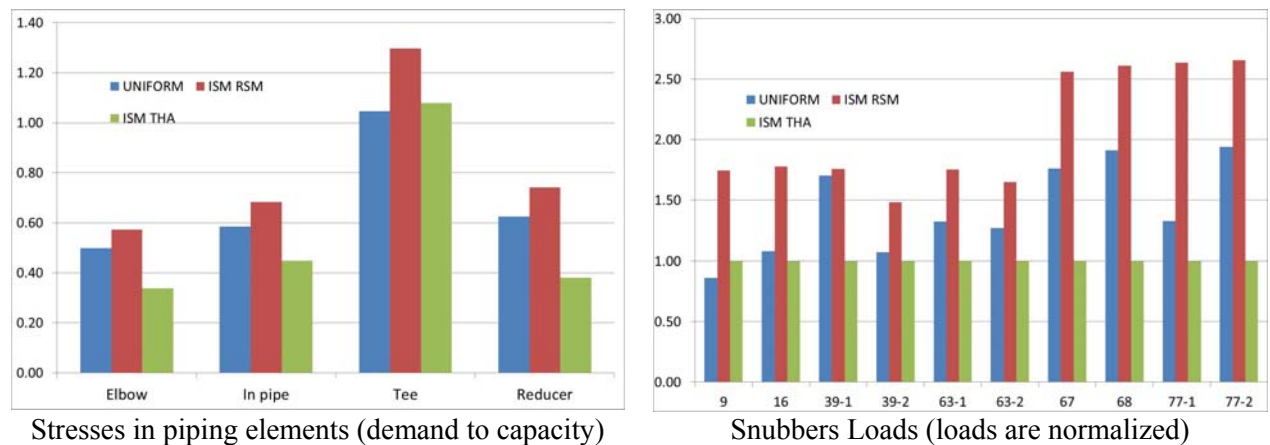 1.40
1.20
1.00
0.80
0.60
0.40
0.20
0.00
UNIFORM ISM RSM
ISM THA
Elbow In pipe Tee Reducer
Stresses in piping elements (demand to capacity)
3.00
2.50
2.00
1.50
1.00
0.50
0.00
UNIFORM ISM RSM
ISM THA
9 16 39-1 39-2 63-1 63-2 67 68 77-1 77-2
Snubbers Loads (loads are normalized)